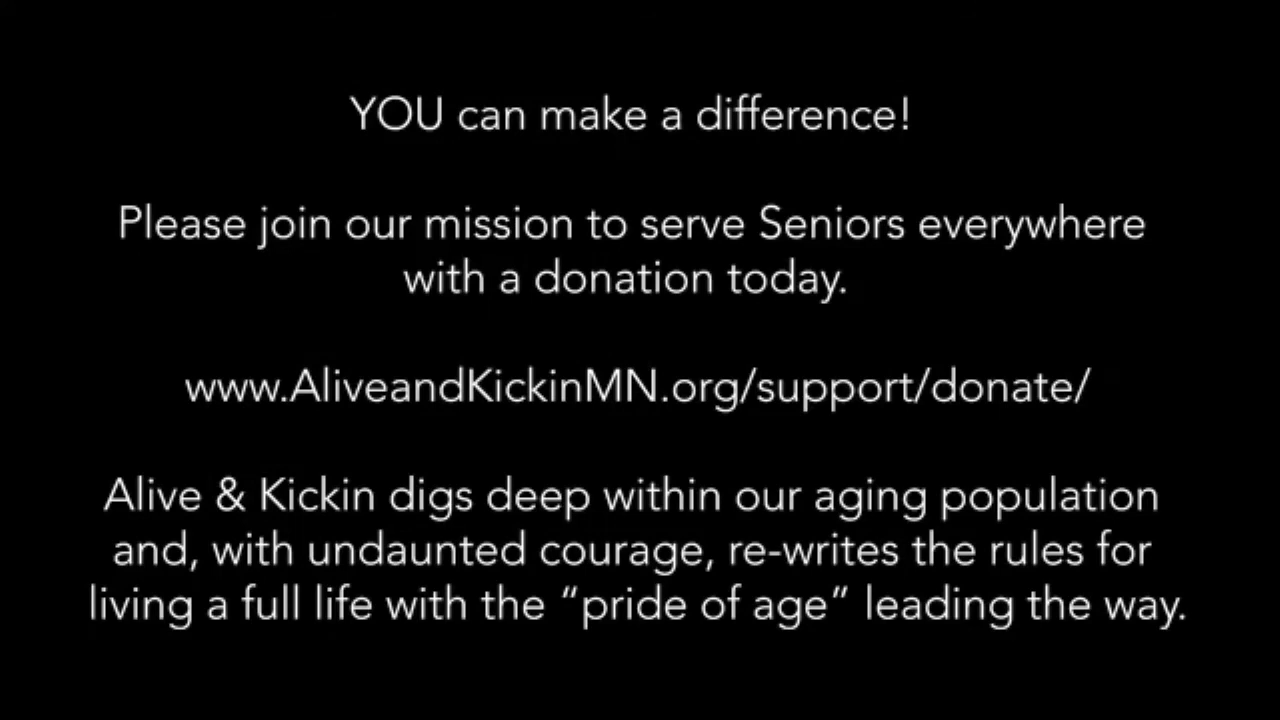 YOU can make a difference!
Please join our mission to serve Seniors everywhere
with a donation today.
www.AliveandKickinMN.org/support/donate/
Alive & Kickin digs deep within our aging population
and, with undaunted courage, re-writes the rules for
living a full life with the “pride of age” leading the way.